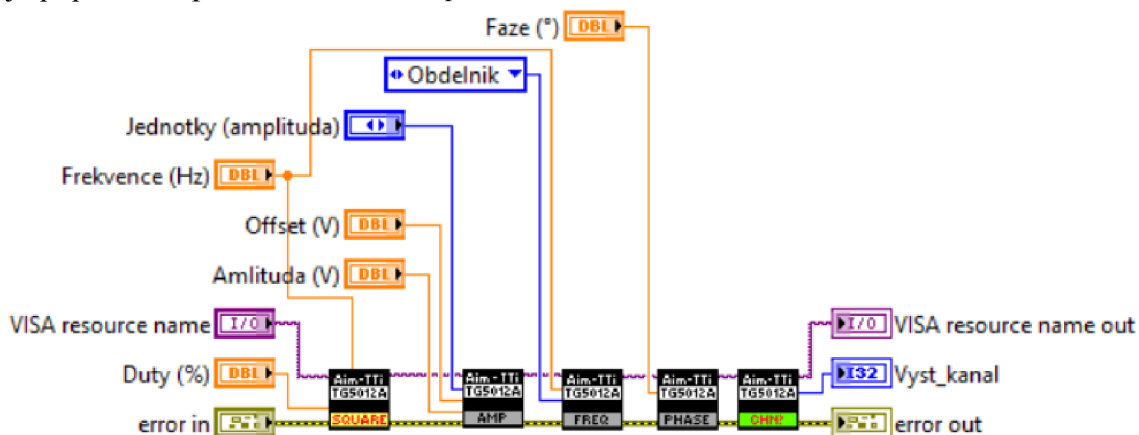 Faze (°) DBL
Obdelnik
Jednotky (amplituda)
Frekvence (Hz) DBL
Offset (V) DBL
Amlituda (V) DBL
VISA resource name I/O
I/O VISA resource name out
Duty (%) DBL
Aim-TTi TG5012A SQUARE
Aim-TTi TG5012A AMP
Aim-TTi TG5012A FREQ
Aim-TTi TG5012A PHASE
Aim-TTi TG5012A CHN?
I32 Vyst_kanal
error in
error out